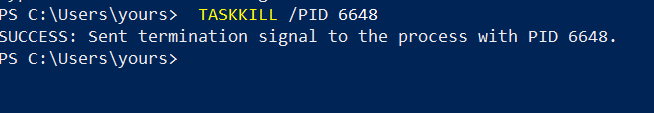 PS C:\Users\yours>  TASKKILL /PID 6648
SUCCESS: Sent termination signal to the process with PID 6648.
PS C:\Users\yours>